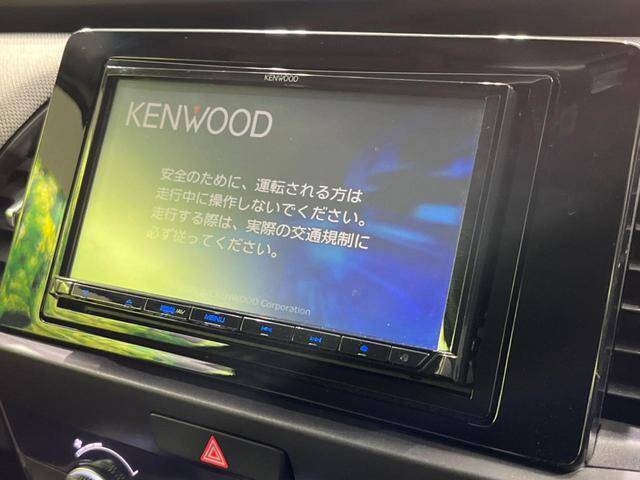 KENWOOD
KENWOOD
安全のために、運転される方は
走行中に操作しないでください。
走行する際は、実際の交通規制に
必ず従ってください。
KENWOOD Corporation
/AV
MENU